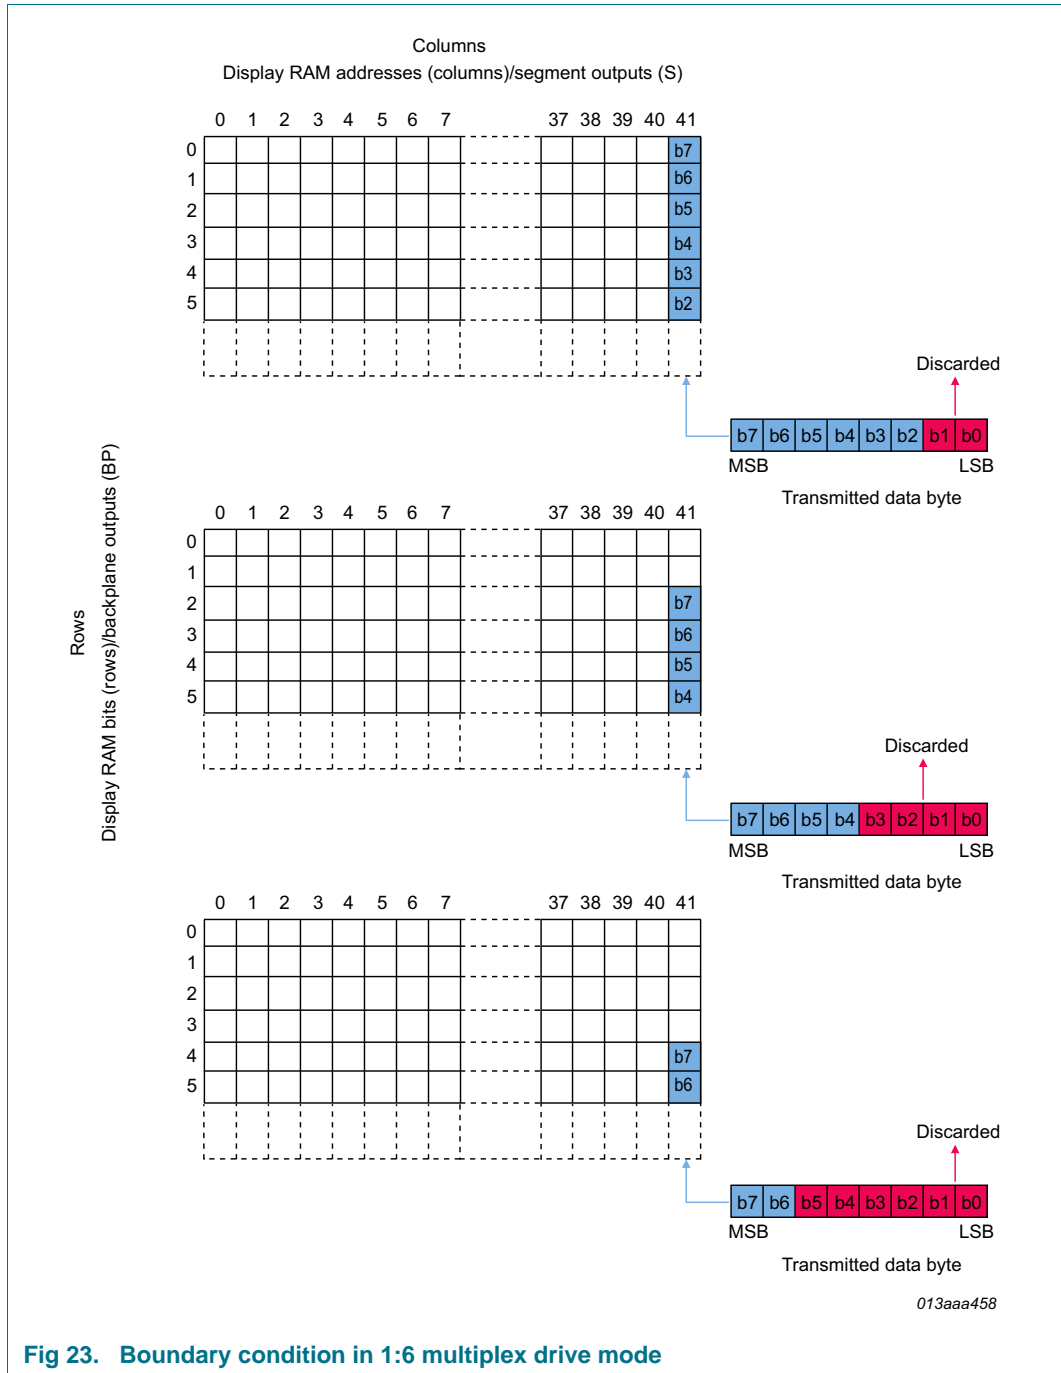 Columns
Display RAM addresses (columns)/segment outputs (S)
0 1 2 3 4 5 6 7 37 38 39 40 41
0 b7
1 b6
2 b5
3 b4
4 b3
5 b2
Discarded
b7 b6 b5 b4 b3 b2 b1 b0
MSB LSB
Transmitted data byte
Rows
Display RAM bits (rows)/backplane outputs (BP)
0 1 2 3 4 5 6 7 37 38 39 40 41
0
1
2 b7
3 b6
4 b5
5 b4
Discarded
b7 b6 b5 b4 b3 b2 b1 b0
MSB LSB
Transmitted data byte
0 1 2 3 4 5 6 7 37 38 39 40 41
0
1
2
3
4 b7
5 b6
Discarded
b7 b6 b5 b4 b3 b2 b1 b0
MSB LSB
Transmitted data byte
013aaa458
Fig 23. Boundary condition in 1:6 multiplex drive mode